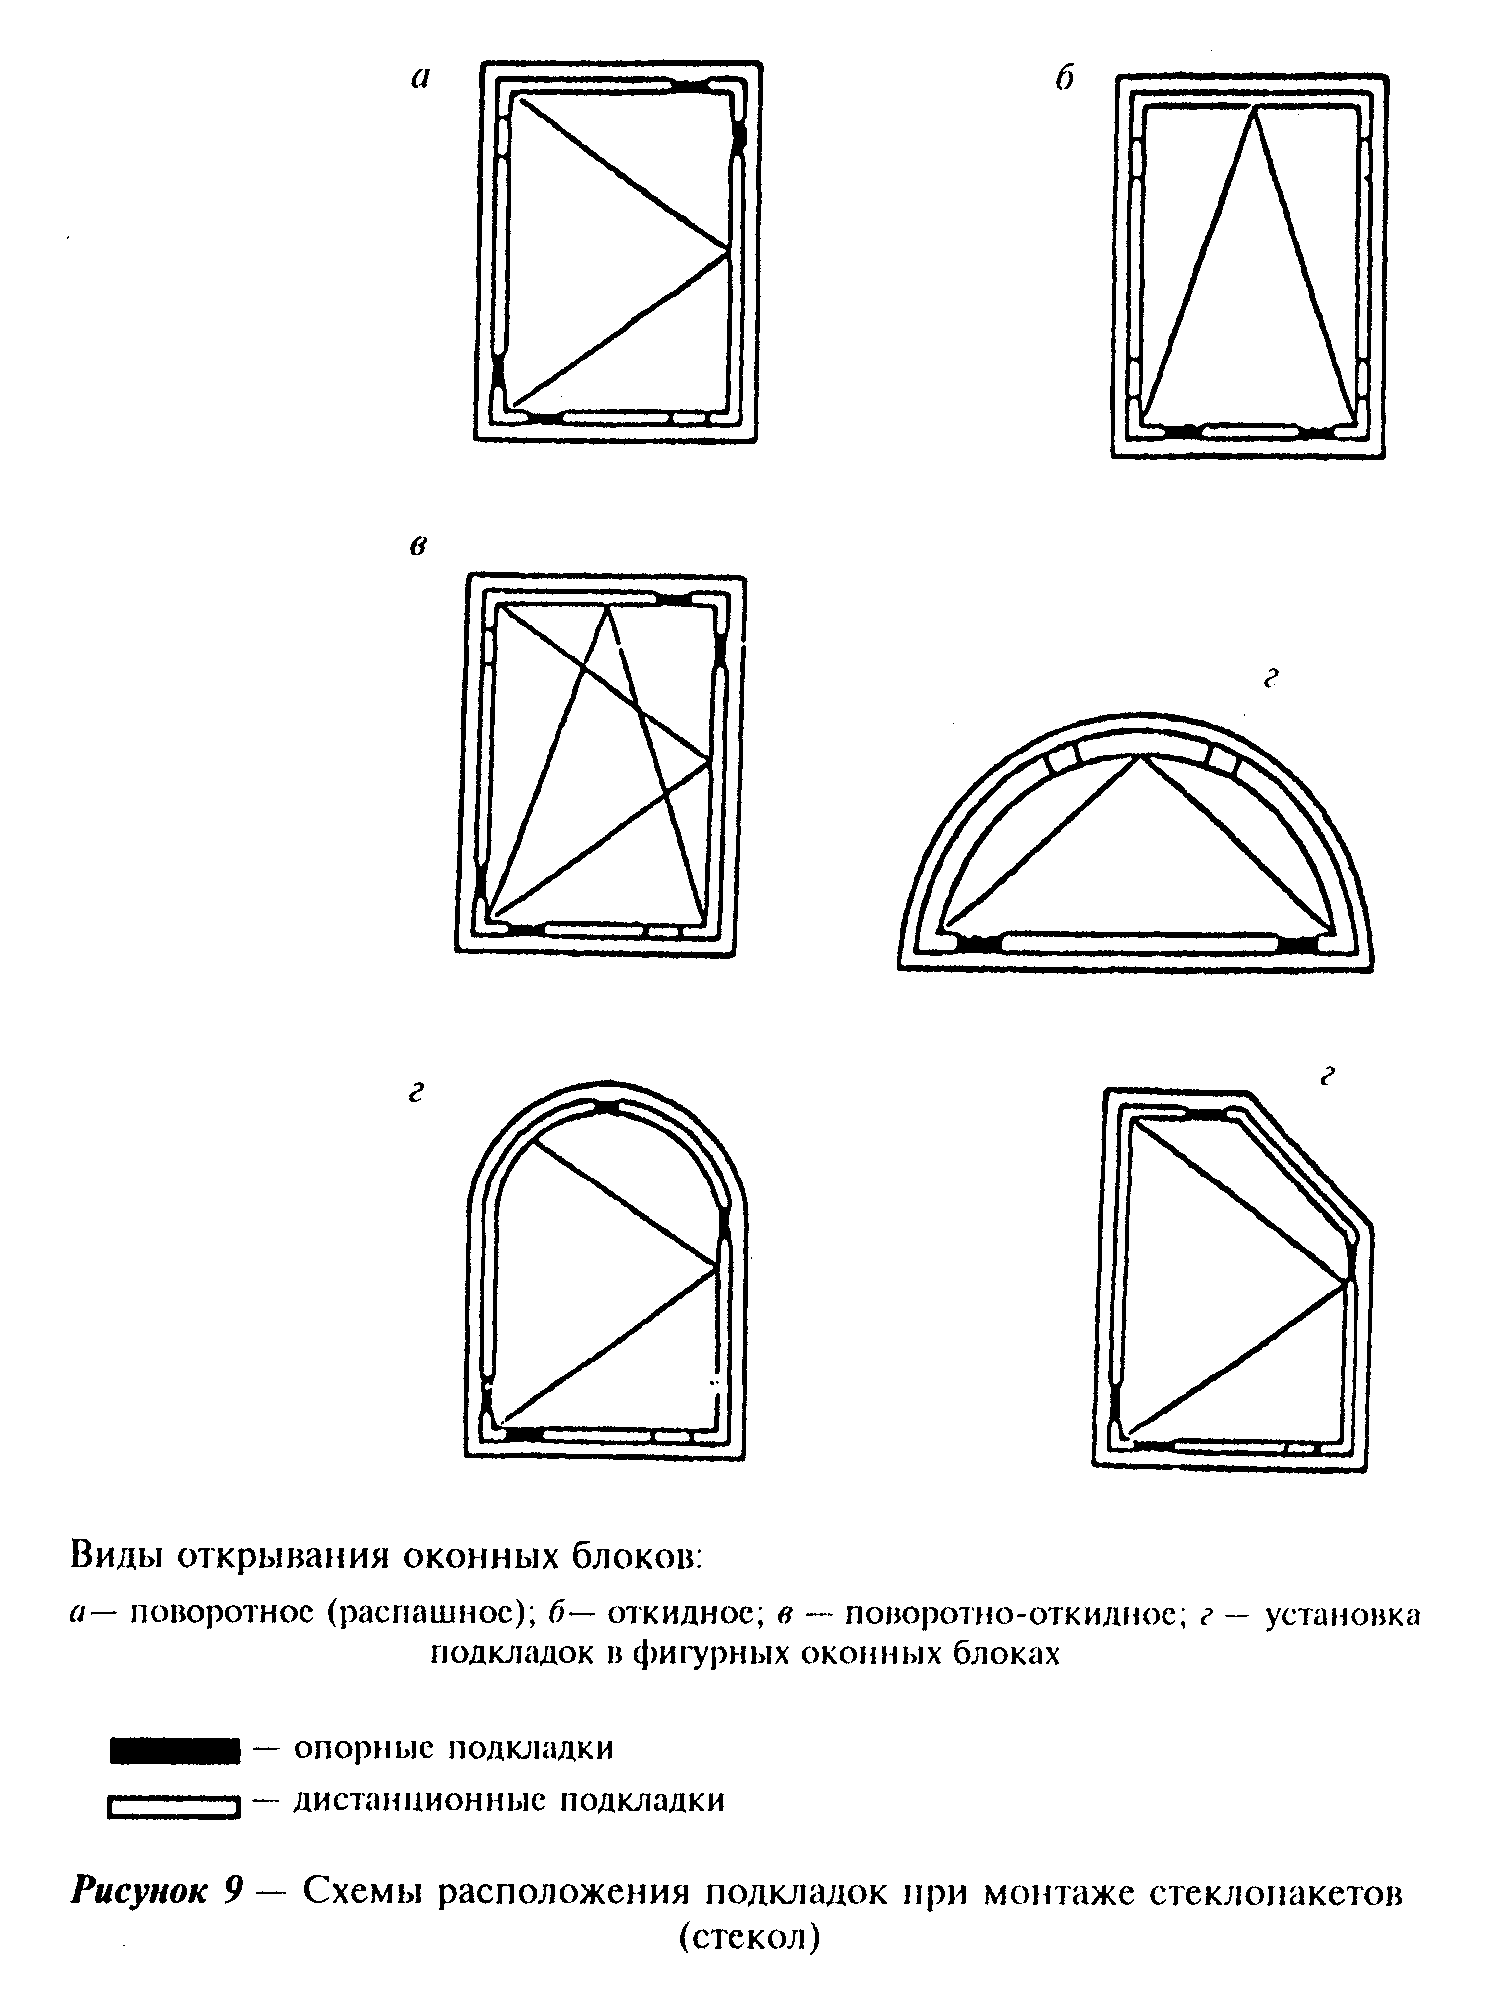 а
б
в
г
г
г
Виды открывания оконных блоков:
а— поворотное (распашное); б— откидное; в — поворотно-откидное; г — установка
подкладок в фигурных оконных блоках
— опорные подкладки
— дистанционные подкладки
Рисунок 9 — Схемы расположения подкладок при монтаже стеклопакетов
(стекол)